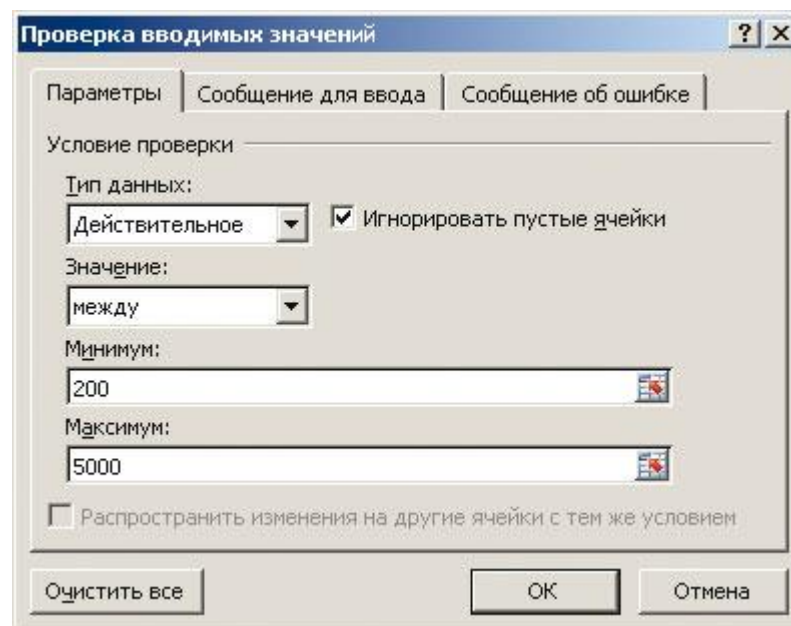 Проверка вводимых значений
Параметры Сообщение для ввода Сообщение об ошибке
Условие проверки
Тип данных:
Действительное Игнорировать пустые ячейки
Значение:
между
Минимум:
200
Максимум:
5000
Распространить изменения на другие ячейки с тем же условием
Очистить все ОК Отмена